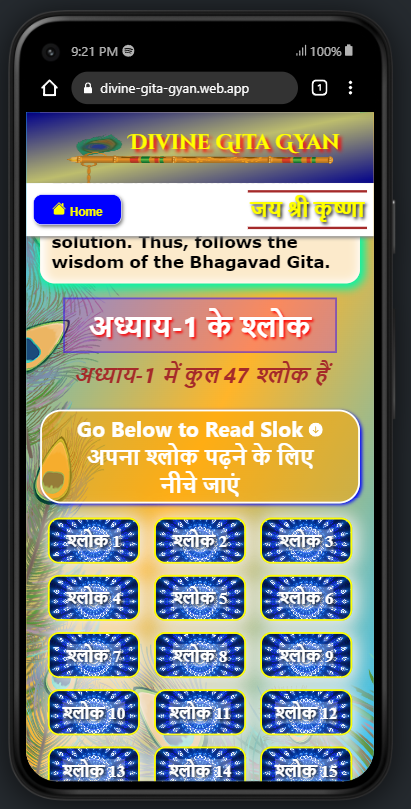 9:21 PM
100%
divine-gita-gyan.web.app
1
DIVINE GITA GYAN
Home
जय श्री कृष्णा
solution. Thus, follows the
wisdom of the Bhagavad Gita.
अध्याय-1 के श्लोक
अध्याय-1 में कुल 47 श्लोक हैं
Go Below to Read Slok
अपना श्लोक पढ़ने के लिए
नीचे जाएं
श्लोक 1 श्लोक 2 श्लोक 3
श्लोक 4 श्लोक 5 श्लोक 6
श्लोक 7 श्लोक 8 श्लोक 9
श्लोक 10 श्लोक 11 श्लोक 12
श्लोक 13 श्लोक 14 श्लोक 15